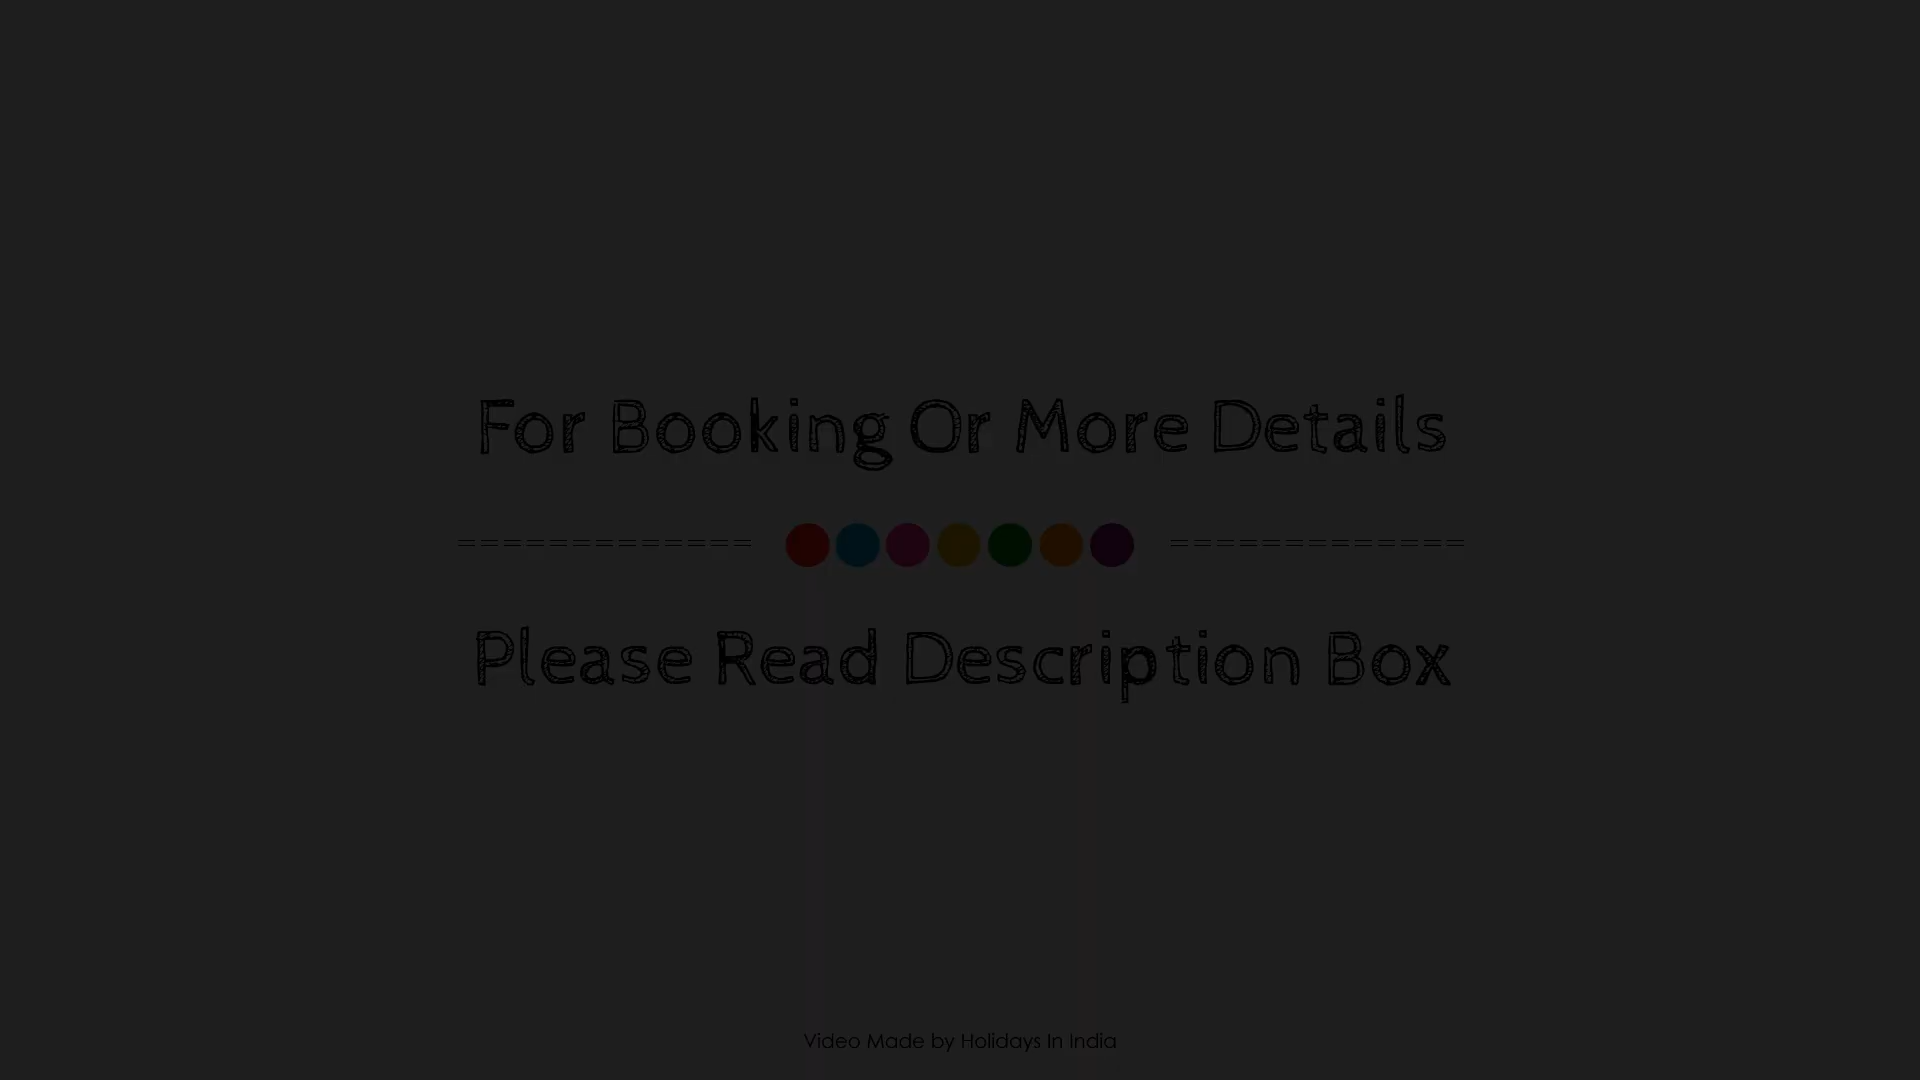 For Booking Or More Details
============= =============
Please Read Description Box
Video Made by Holidays In India